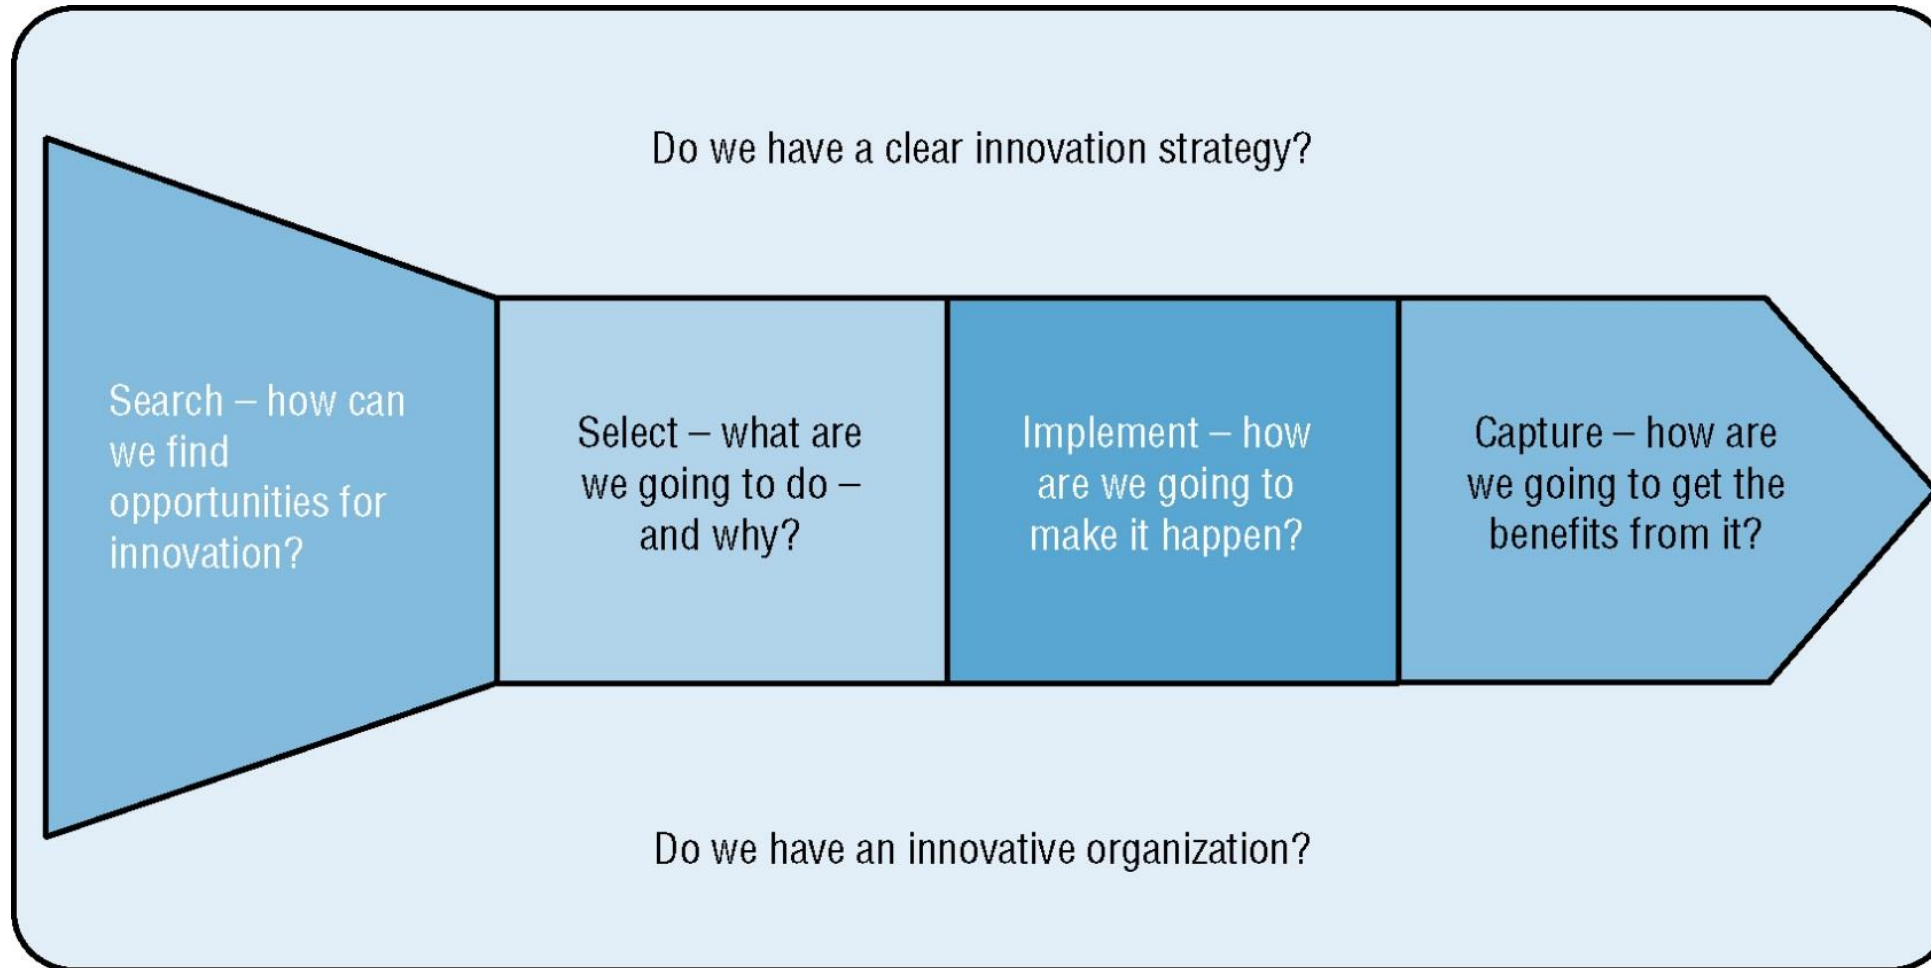 Do we have a clear innovation strategy?
Search – how can
we find
opportunities for
innovation?
Select – what are
we going to do –
and why?
Implement – how
are we going to
make it happen?
Capture – how are
we going to get the
benefits from it?
Do we have an innovative organization?